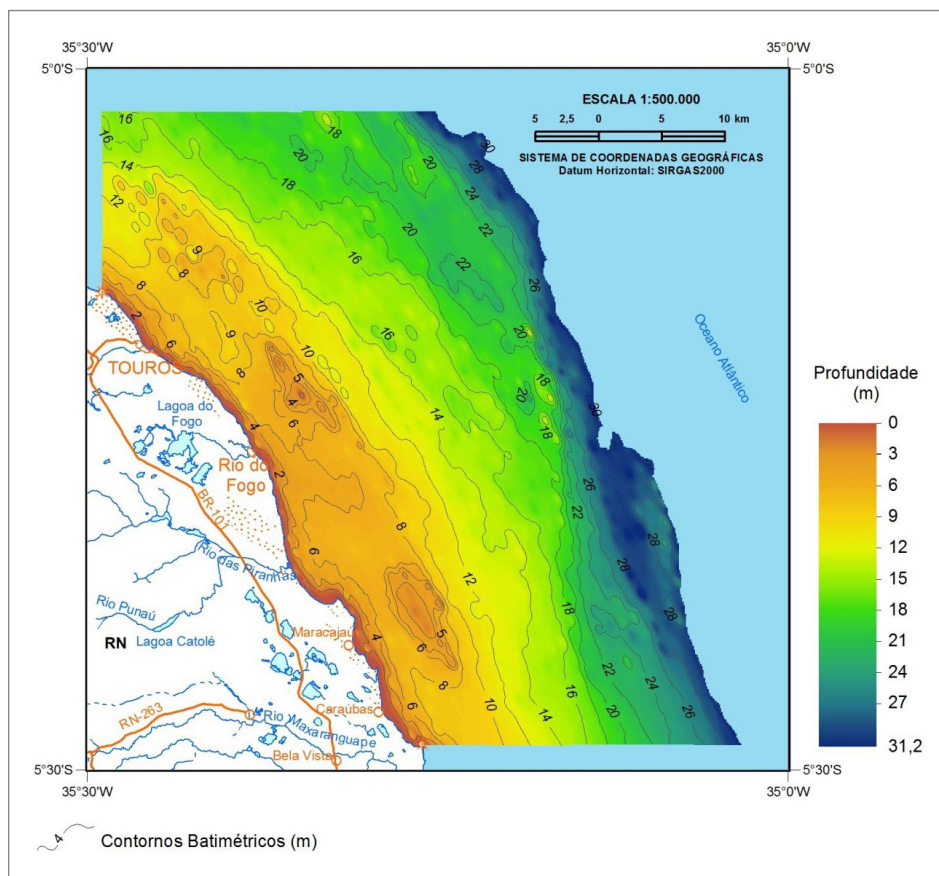 35°30'W
35°0'W
5°0'S
5°0'S
ESCALA 1:500.000
5 2,5 0 5 10 km
SISTEMA DE COORDENADAS GEOGRÁFICAS
Datum Horizontal: SIRGAS2000
16
16
14
12
18
20
18
20
30
28
24
22
20
22
26
16
9
8
8
10
9
2
6
8
10
5
4
6
16
20
18
20
18
14
30
TOUROS
Lagoa do
Fogo
4
2
Rio do
Fogo
BR-101
26
22
8
6
12
28
28
28
Rio das Piranhas
Rio Punaú
RN
Lagoa Catolé
Maracajaú
4
5
6
8
18
22
24
16
10
14
20
26
6
Caraúbas
RN-263
Rio Maxaranguape
Bela Vista
Oceano Atlântico
Profundidade
(m)
0
3
6
9
12
15
18
21
24
27
31,2
5°30'S
5°30'S
35°30'W
35°0'W
4
Contornos Batimétricos (m)